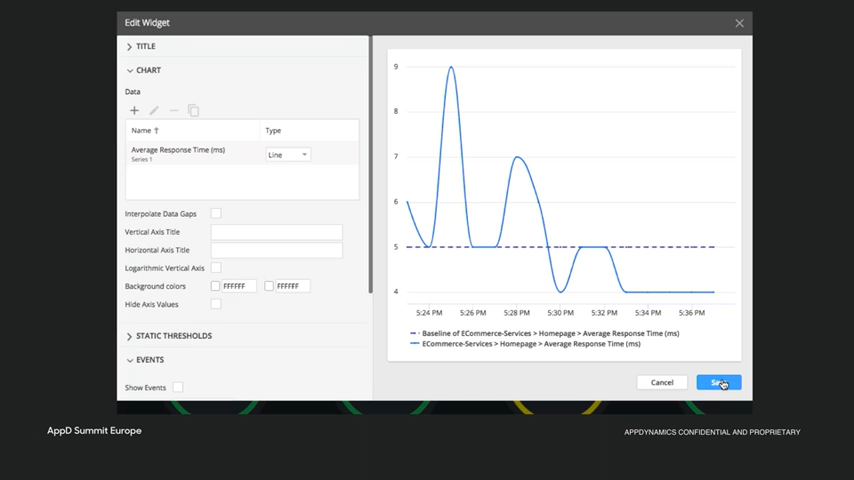 Edit Widget
TITLE
CHART
Data
Name
Type
Average Response Time (ms)
Series 1
Line
Interpolate Data Gaps
Vertical Axis Title
Horizontal Axis Title
Logarithmic Vertical Axis
Background colors
FFFFFF
FFFFFF
Hide Axis Values
STATIC THRESHOLDS
EVENTS
Show Events
9
8
7
6
5
4
5:24 PM 5:26 PM 5:28 PM 5:30 PM 5:32 PM 5:34 PM 5:36 PM
Baseline of ECommerce-Services > Homepage > Average Response Time (ms)
ECommerce-Services > Homepage > Average Response Time (ms)
Cancel
AppD Summit Europe
APPDYNAMICS CONFIDENTIAL AND PROPRIETARY